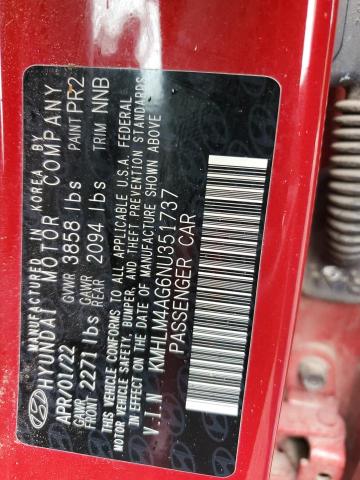 MANUFACTURED IN KOREA BY
HYUNDAI MOTOR COMPANY
APR/01/22 GVWR 3858 lbs PAINT PR2
GAWR FRONT 2271 lbs GAWR REAR 2094 lbs TRIM NNB
THIS VEHICLE CONFORMS TO ALL APPLICABLE U.S.A. FEDERAL
MOTOR VEHICLE SAFETY, BUMPER, AND THEFT PREVENTION STANDARDS
IN EFFECT ON THE DATE OF MANUFACTURE SHOWN ABOVE
V.I.N KMHLM4AG6NU351737
PASSENGER CAR